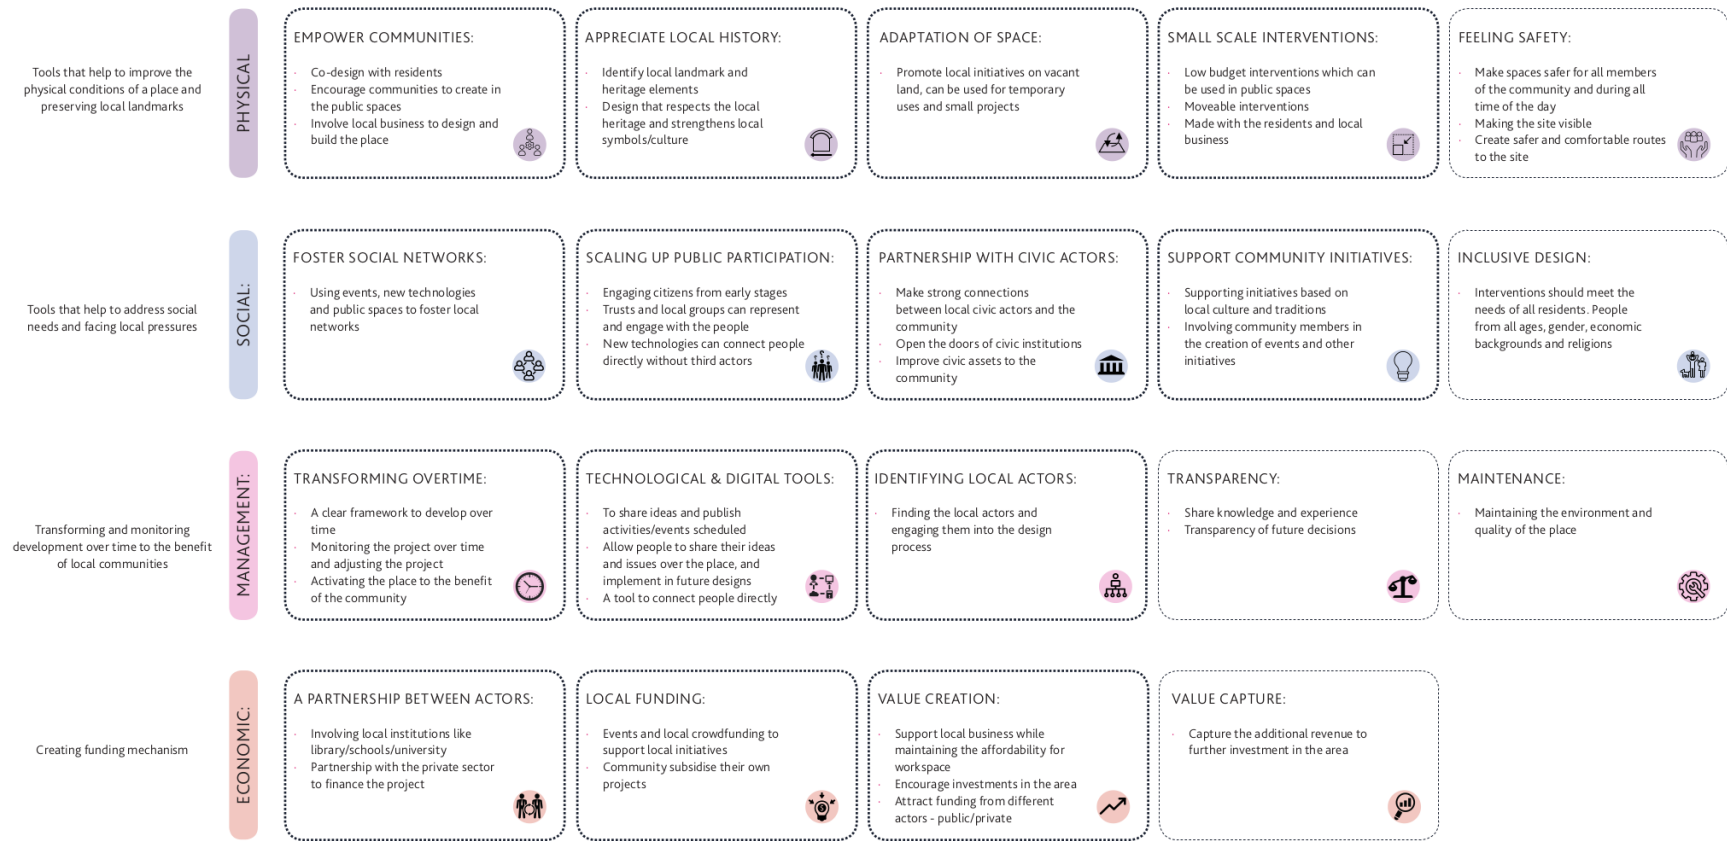 Tools that help to improve the
physical conditions of a place and
preserving local landmarks
PHYSICAL
EMPOWER COMMUNITIES:
· Co-design with residents
· Encourage communities to create in
the public spaces
· Involve local business to design and
build the place
APPRECIATE LOCAL HISTORY:
· Identify local landmark and
heritage elements
· Design that respects the local
heritage and strengthens local
symbols/culture
ADAPTATION OF SPACE:
· Promote local initiatives on vacant
land, can be used for temporary
uses and small projects
SMALL SCALE INTERVENTIONS:
· Low budget interventions which can
be used in public spaces
· Moveable interventions
· Made with the residents and local
business
FEELING SAFETY:
· Make spaces safer for all members
of the community and during all
time of the day
· Making the site visible
· Create safer and comfortable routes
to the site
Tools that help to address social
needs and facing local pressures
SOCIAL:
FOSTER SOCIAL NETWORKS:
· Using events, new technologies
and public spaces to foster local
networks
SCALING UP PUBLIC PARTICIPATION:
· Engaging citizens from early stages
· Trusts and local groups can represent
and engage with the people
· New technologies can connect people
directly without third actors
PARTNERSHIP WITH CIVIC ACTORS:
· Make strong connections
between local civic actors and the
community
· Open the doors of civic institutions
· Improve civic assets to the
community
SUPPORT COMMUNITY INITIATIVES:
· Supporting initiatives based on
local culture and traditions
· Involving community members in
the creation of events and other
initiatives
INCLUSIVE DESIGN:
· Interventions should meet the
needs of all residents. People
from all ages, gender, economic
backgrounds and religions
Transforming and monitoring
development over time to the benefit
of local communities
MANAGEMENT:
TRANSFORMING OVERTIME:
· A clear framework to develop over
time
· Monitoring the project over time
and adjusting the project
· Activating the place to the benefit
of the community
TECHNOLOGICAL & DIGITAL TOOLS:
· To share ideas and publish
activities/events scheduled
· Allow people to share their ideas
and issues over the place, and
implement in future designs
· A tool to connect people directly
IDENTIFYING LOCAL ACTORS:
· Finding the local actors and
engaging them into the design
process
TRANSPARENCY:
· Share knowledge and experience
· Transparency of future decisions
MAINTENANCE:
· Maintaining the environment and
quality of the place
Creating funding mechanism
ECONOMIC:
A PARTNERSHIP BETWEEN ACTORS:
· Involving local institutions like
library/schools/university
· Partnership with the private sector
to finance the project
LOCAL FUNDING:
· Events and local crowdfunding to
support local initiatives
· Community subsidise their own
projects
VALUE CREATION:
· Support local business while
maintaining the affordability for
workspace
· Encourage investments in the area
· Attract funding from different
actors - public/private
VALUE CAPTURE:
· Capture the additional revenue to
further investment in the area